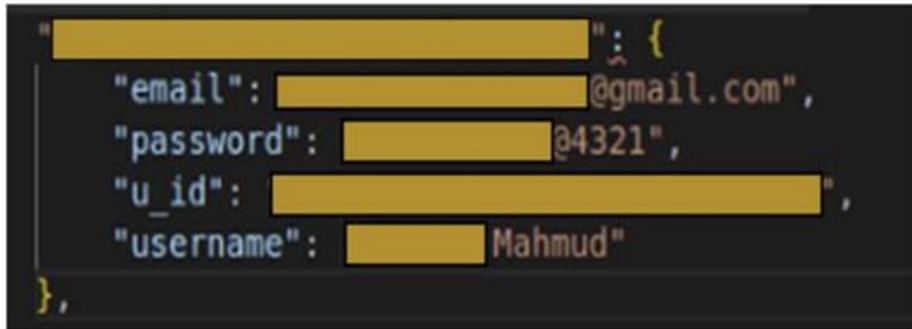 "": {
"email": @gmail.com",
"password": @4321",
"u_id": ",
"username": Mahmud"
},